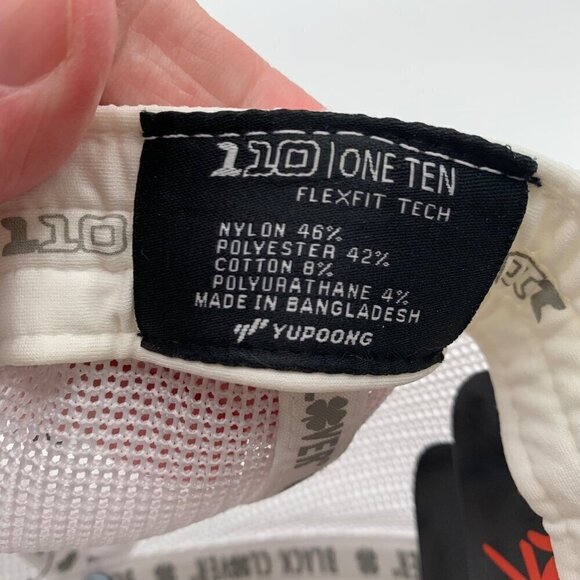 110 | ONE TEN
FLEXFIT TECH
NYLON 46%
POLYESTER 42%
COTTON 8%
POLYURATHANE 4%
MADE IN BANGLADESH
YUPOONG
110
LOVER
BLACK CLOVER